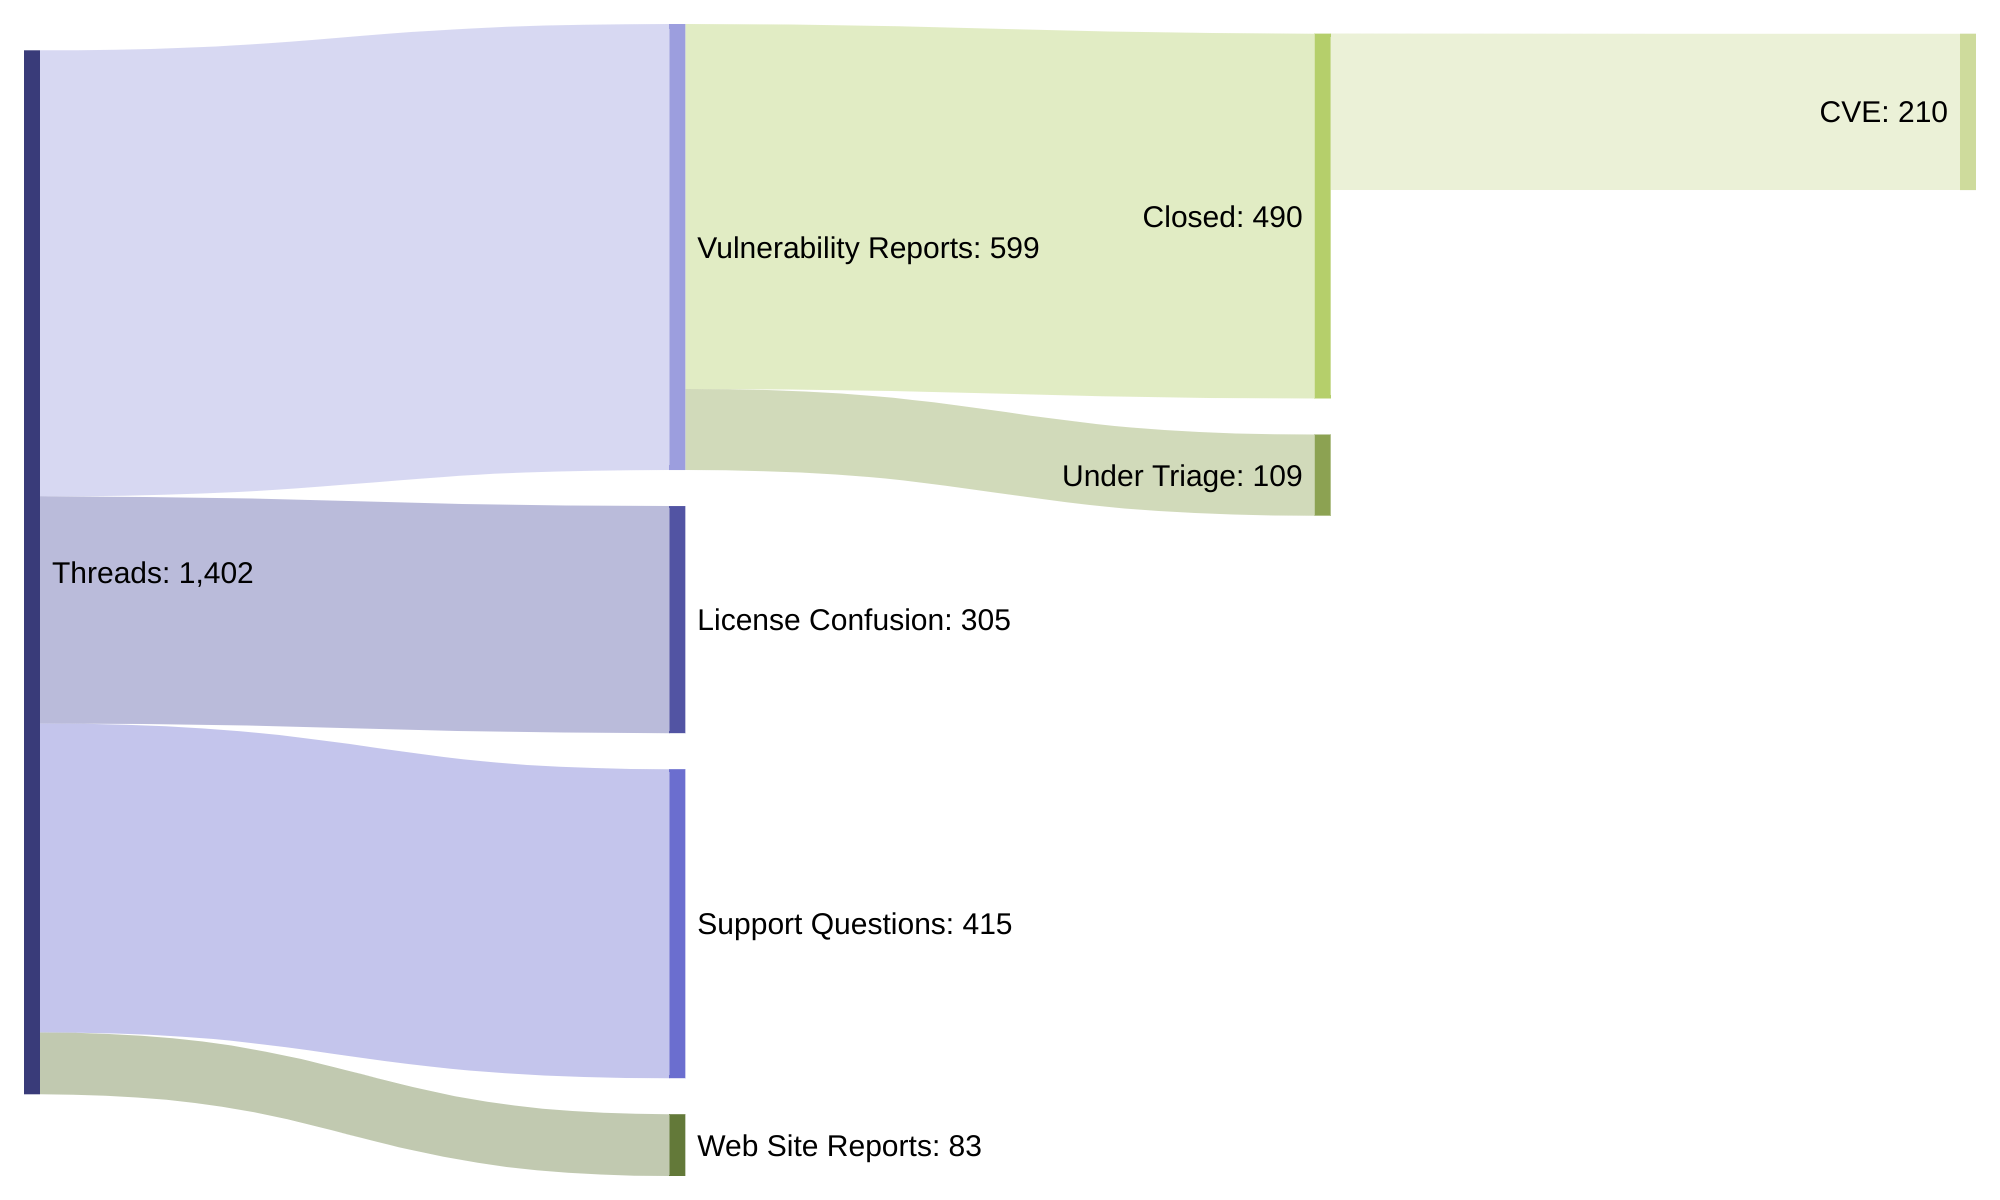 Threads: 1,402
Vulnerability Reports: 599
License Confusion: 305
Support Questions: 415
Web Site Reports: 83
Closed: 490
Under Triage: 109
CVE: 210